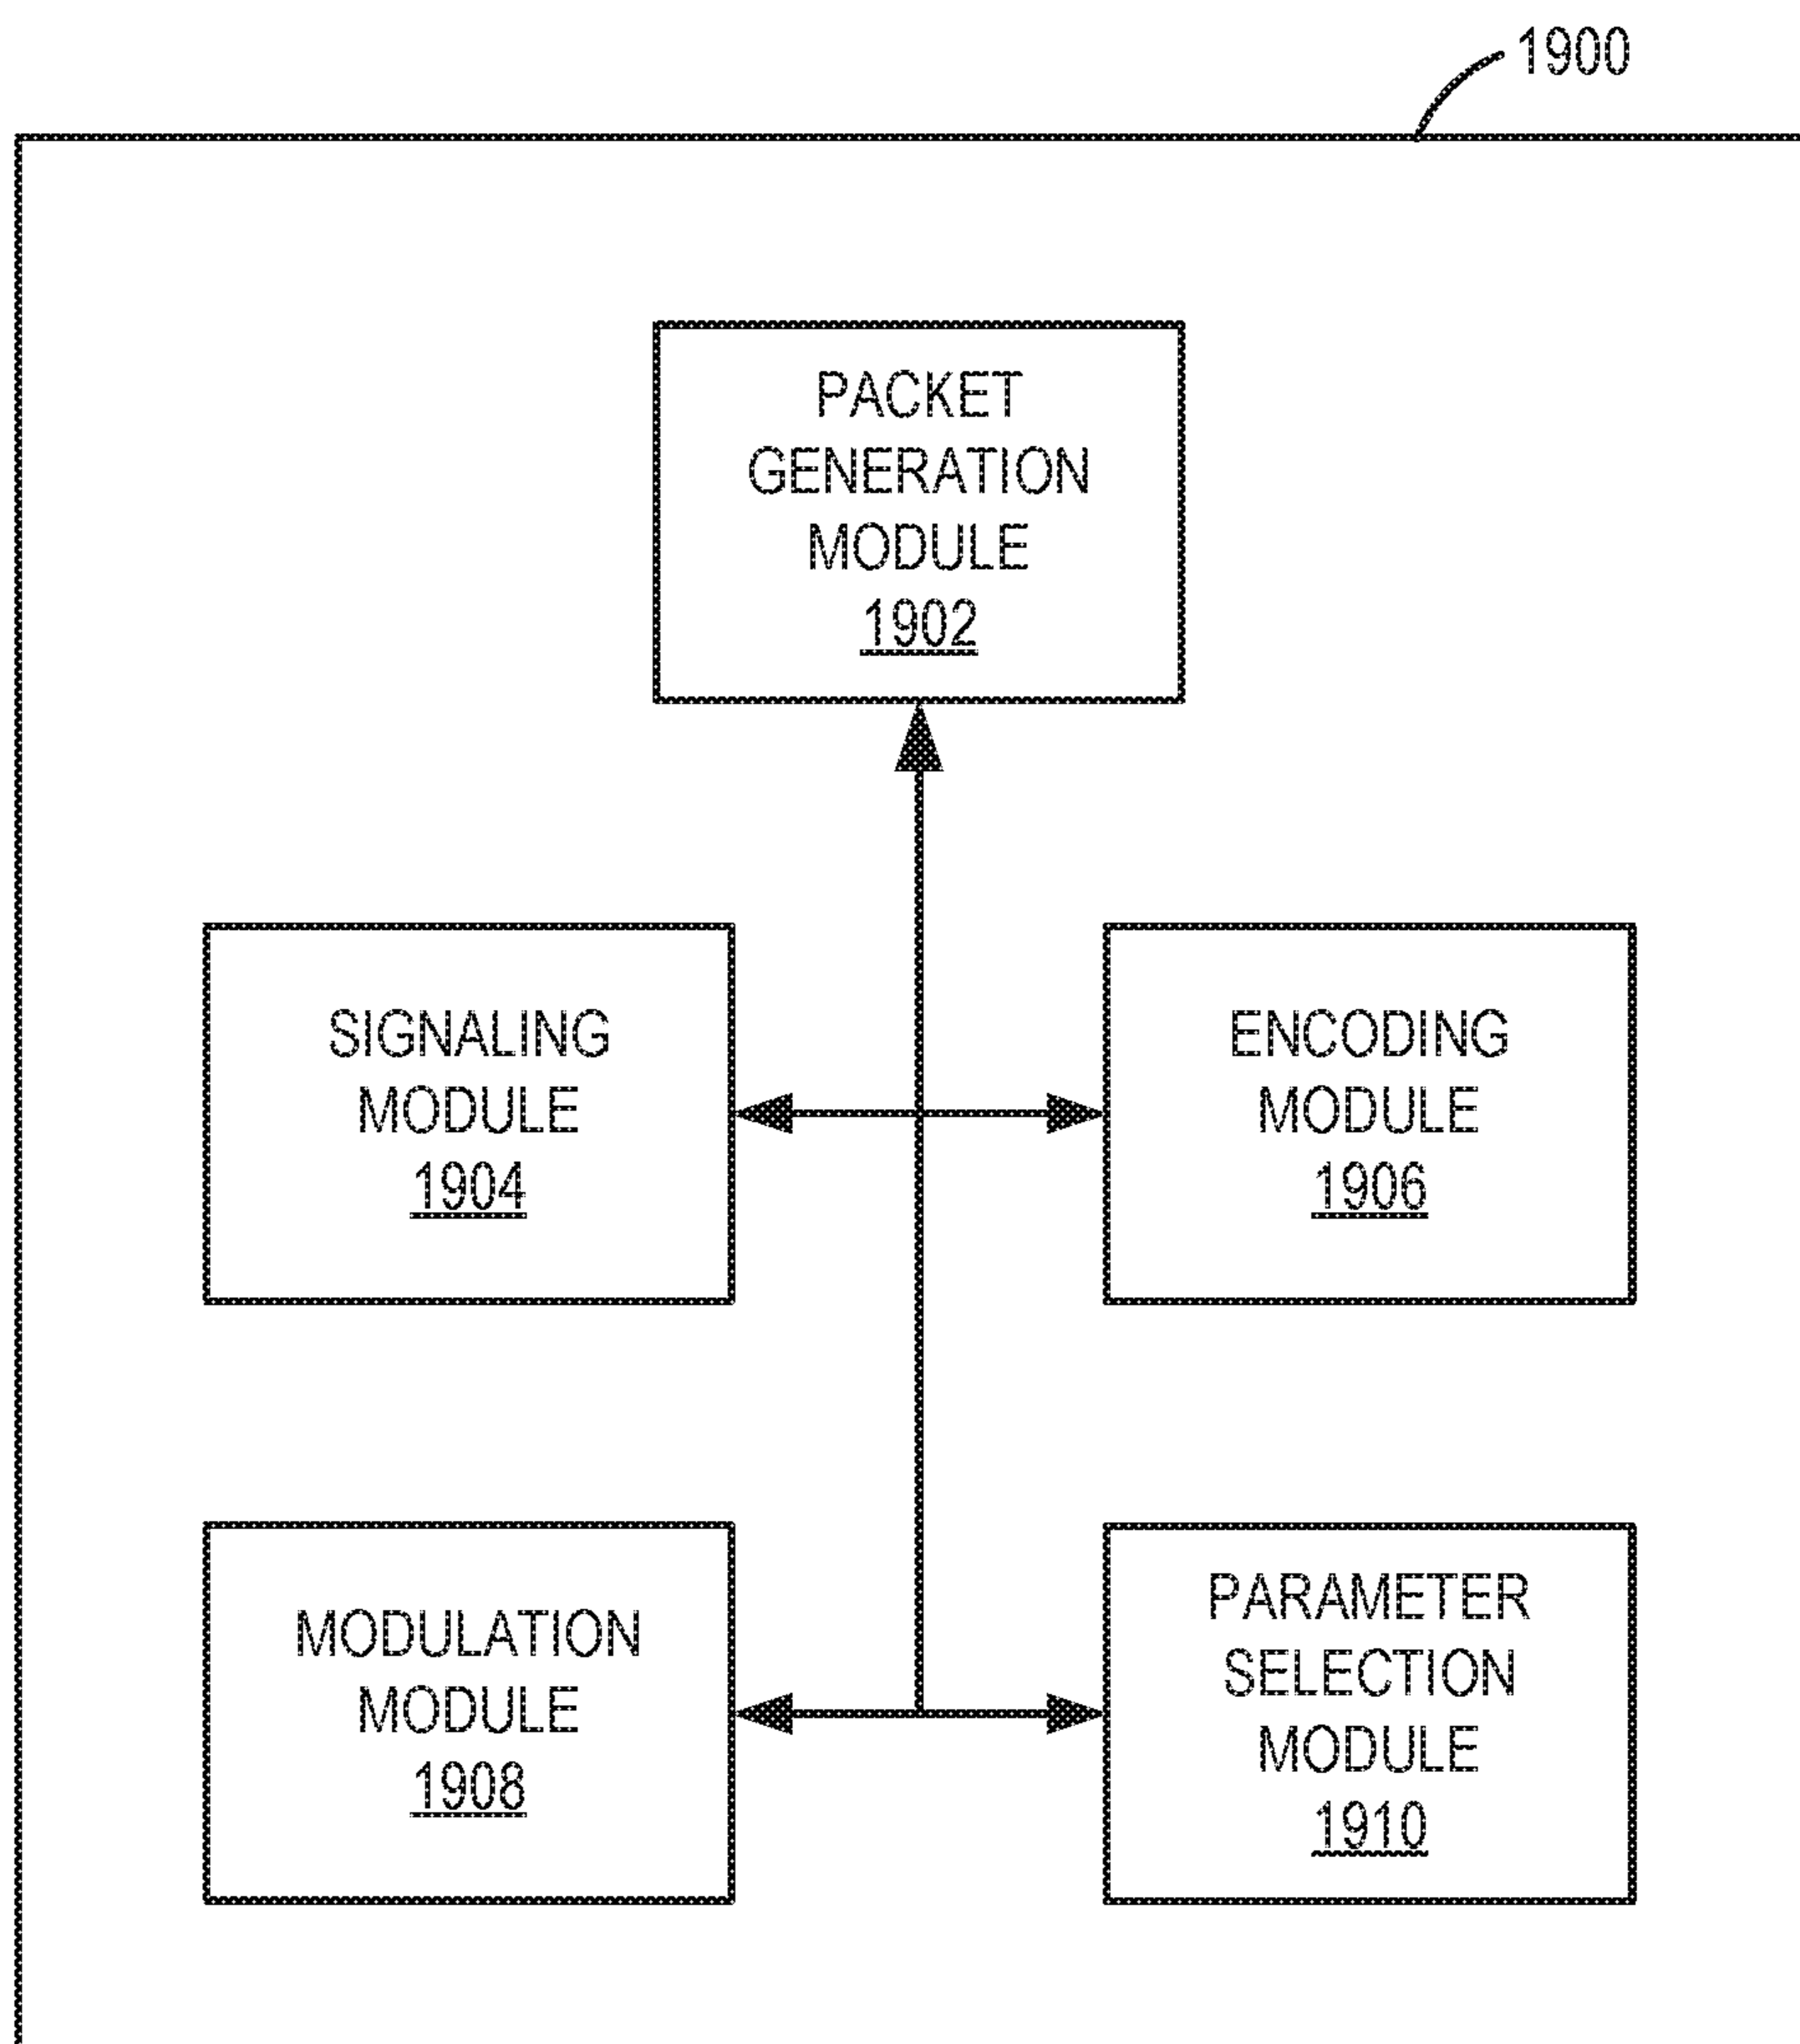 1900
PACKET
GENERATION
MODULE
1902
SIGNALING
MODULE
1904
ENCODING
MODULE
1906
MODULATION
MODULE
1908
PARAMETER
SELECTION
MODULE
1910